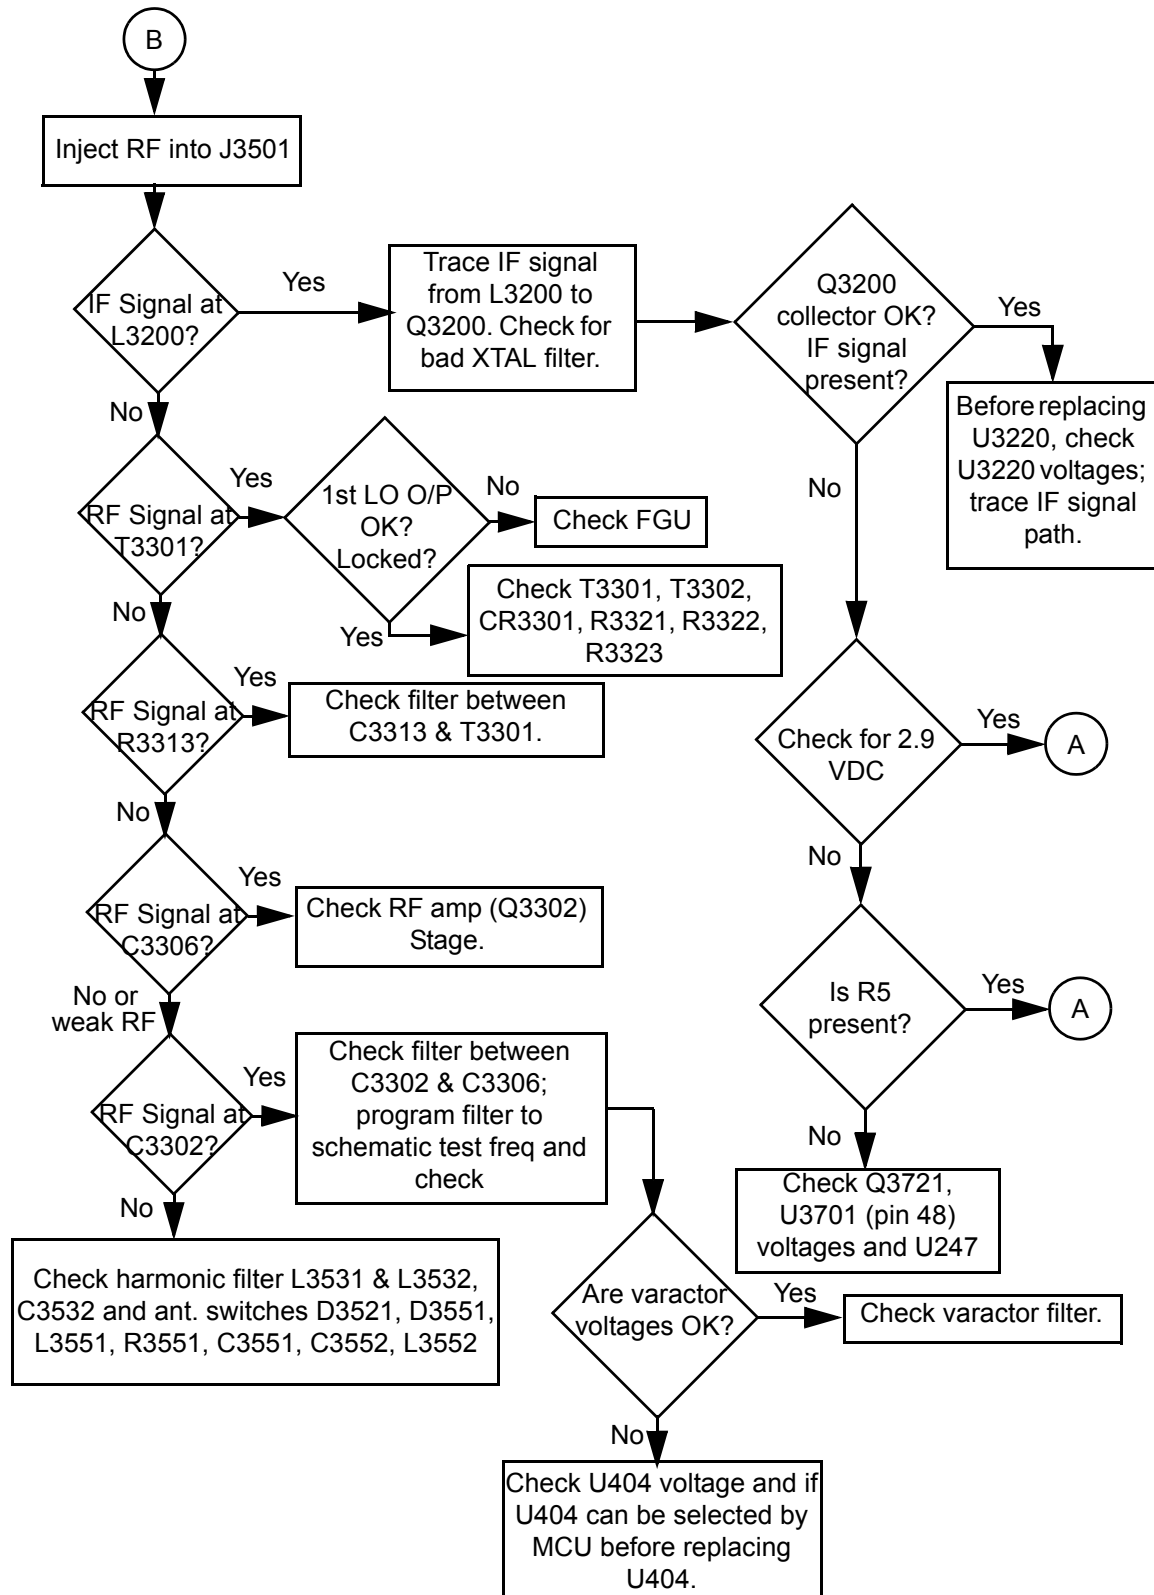 B
Inject RF into J3501
IF Signal at
L3200?
Yes
Trace IF signal
from L3200 to
Q3200. Check for
bad XTAL filter.
Q3200
collector OK?
IF signal
present?
Yes
Before replacing
U3220, check
U3220 voltages;
trace IF signal
path.
No
No
RF Signal at
T3301?
Yes
1st LO O/P
OK?
Locked?
No
Check FGU
Yes
Check T3301, T3302,
CR3301, R3321, R3322,
R3323
No
RF Signal at
R3313?
Yes
Check filter between
C3313 & T3301.
Check for 2.9
VDC
Yes
A
No
No
RF Signal at
C3306?
Yes
Check RF amp (Q3302)
Stage.
Is R5
present?
Yes
A
No or
weak RF
RF Signal at
C3302?
Yes
Check filter between
C3302 & C3306;
program filter to
schematic test freq and
check
No
Check Q3721,
U3701 (pin 48)
voltages and U247
No
Check harmonic filter L3531 & L3532,
C3532 and ant. switches D3521, D3551,
L3551, R3551, C3551, C3552, L3552
Are varactor
voltages OK?
Yes
Check varactor filter.
No
Check U404 voltage and if
U404 can be selected by
MCU before replacing
U404.